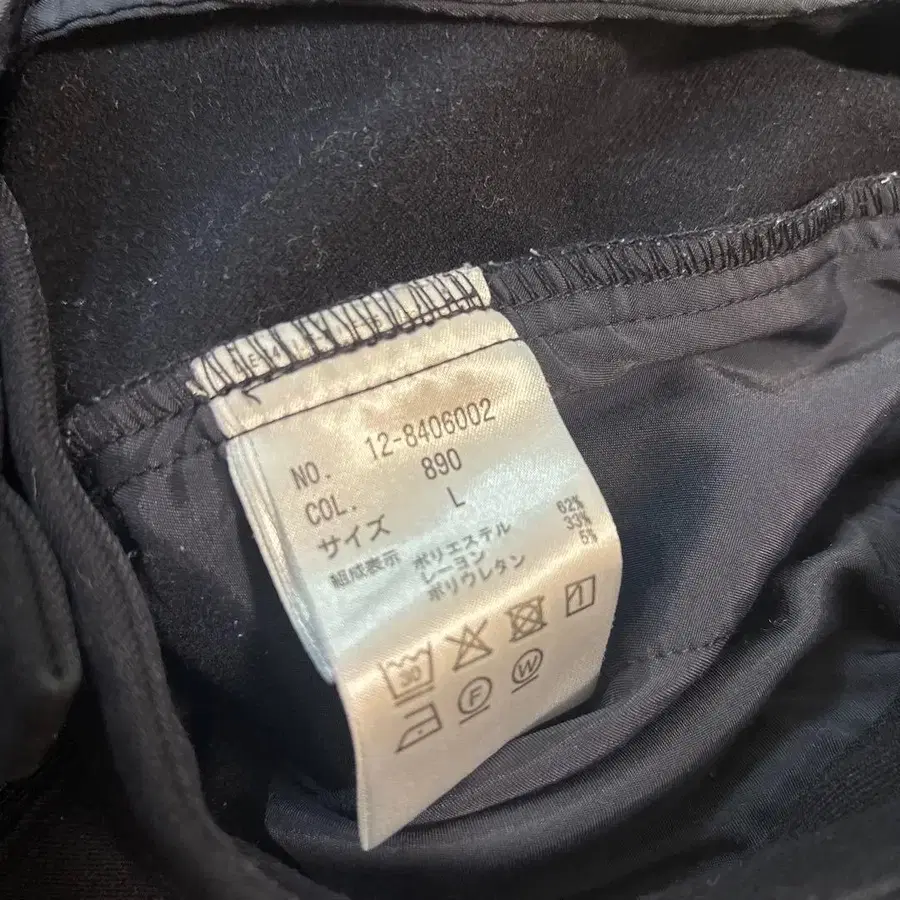 NO. 12-8406002
COL. 890
サイズ L
組成表示 ポリエステル 62%
レーヨン 33%
ポリウレタン 5%
30
F W